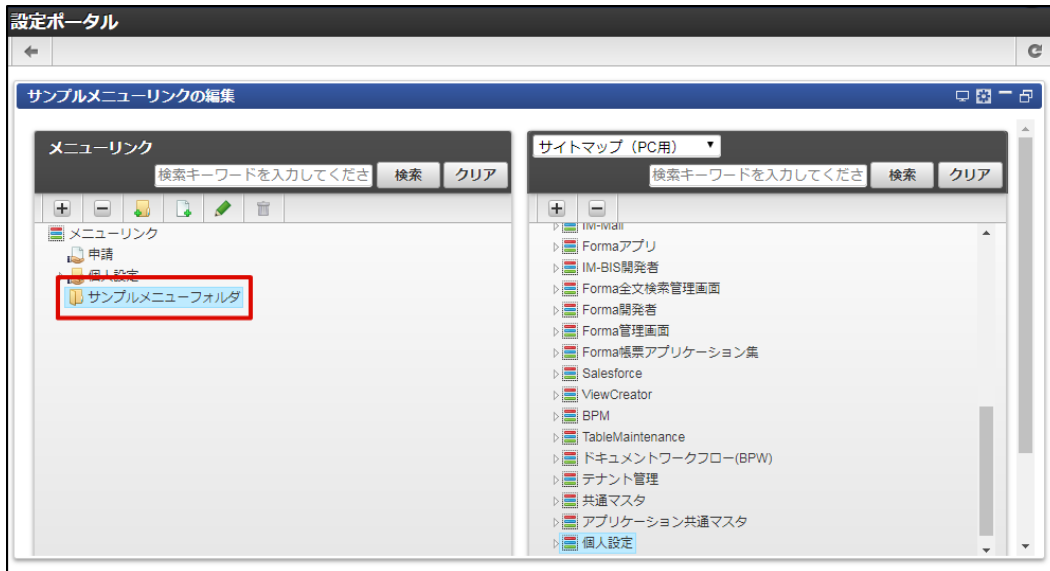 設定ポータル
サンプルメニューリンクの編集
メニューリンク
検索キーワードを入力してくださ 検索 クリア
メニューリンク
申請
個人設定
サンプルメニューフォルダ
サイトマップ（PC用）
検索キーワードを入力してくださ 検索 クリア
IM-Mail
Formaアプリ
IM-BIS開発者
Forma全文検索管理画面
Forma開発者
Forma管理画面
Forma帳票アプリケーション集
Salesforce
ViewCreator
BPM
TableMaintenance
ドキュメントワークフロー(BPW)
テナント管理
共通マスタ
アプリケーション共通マスタ
個人設定